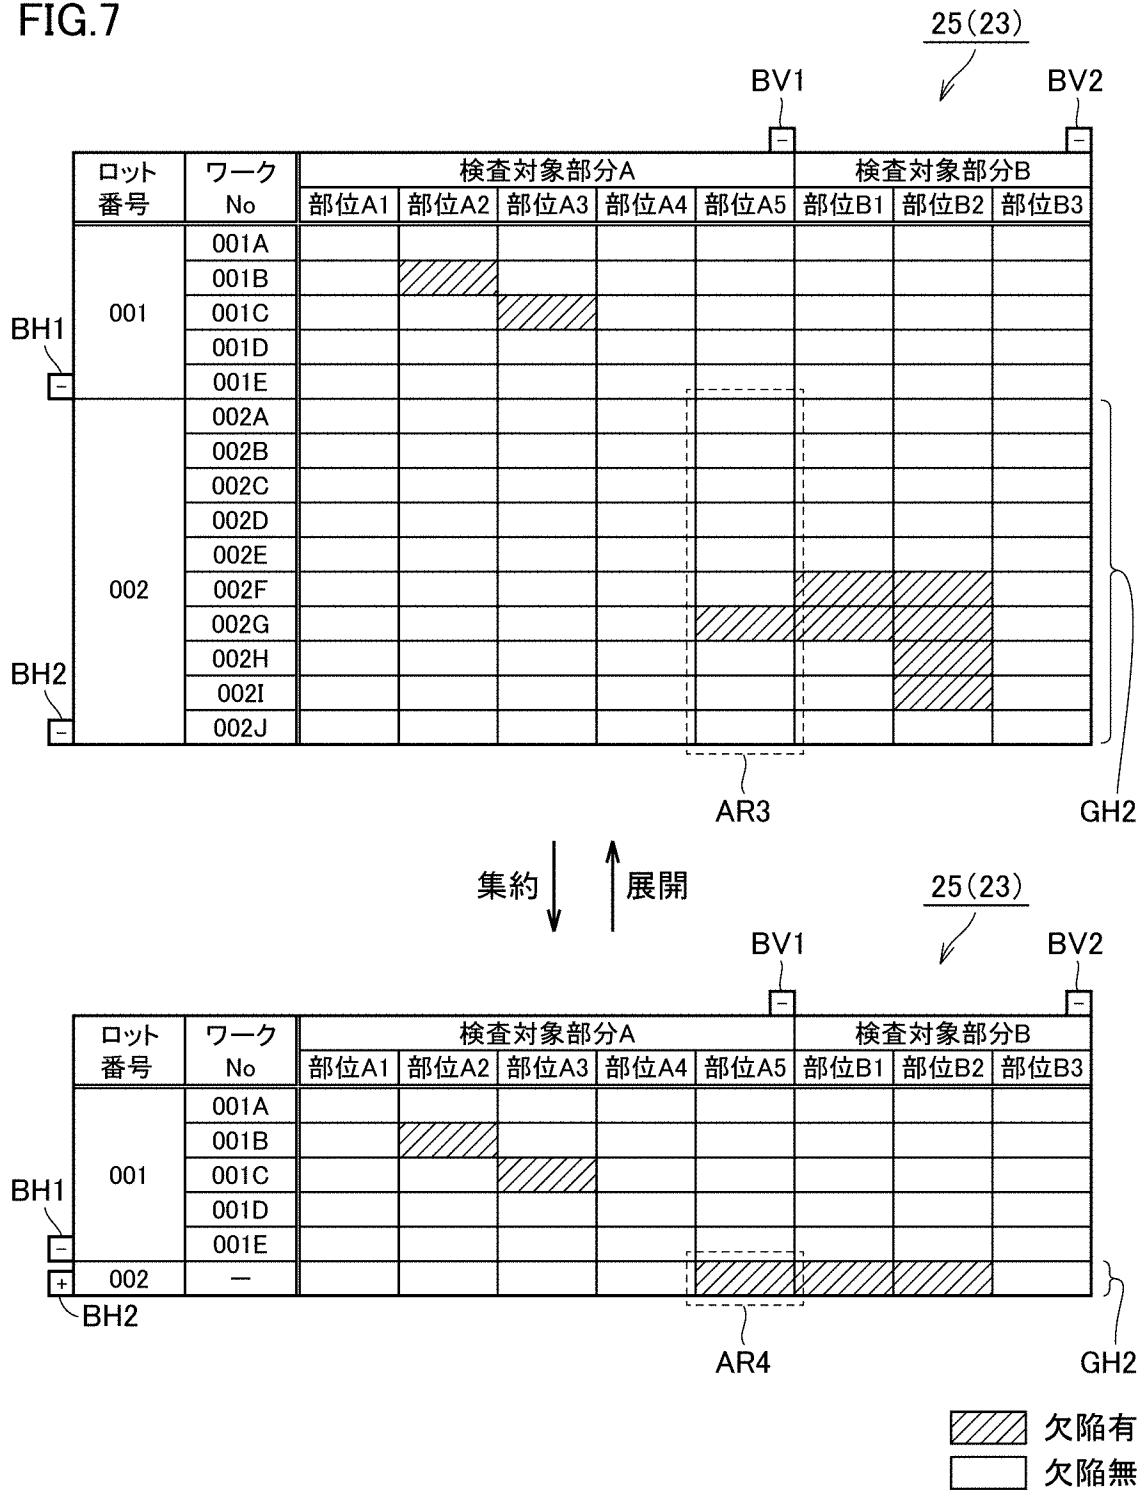 FIG.7
25(23)
BV1 BV2
− −
ロット番号 ワークNo 検査対象部分A 検査対象部分B
部位A1 部位A2 部位A3 部位A4 部位A5 部位B1 部位B2 部位B3
001A
001B
001 001C
BH1
001D
− 001E
002A
002B
002C
002D
002E
002 002F
002G
BH2
002H
002I
− 002J
AR3 GH2
集約 展開
25(23)
BV1 BV2
− −
ロット番号 ワークNo 検査対象部分A 検査対象部分B
部位A1 部位A2 部位A3 部位A4 部位A5 部位B1 部位B2 部位B3
001A
001B
001 001C
BH1
001D
− 001E
+ 002 −
BH2
AR4 GH2
欠陥有
欠陥無